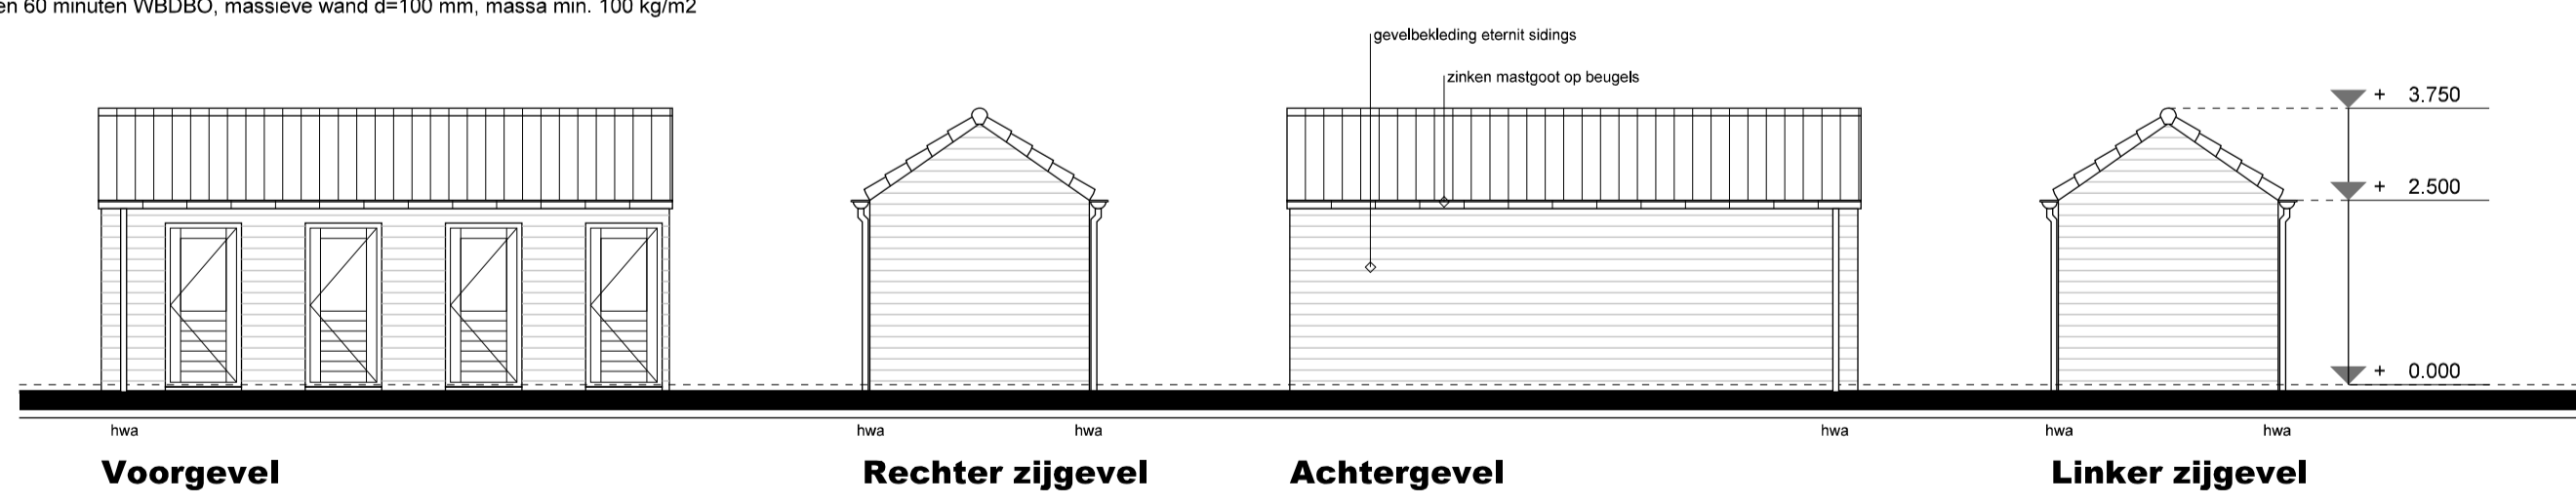 en 60 minuten WBDBO, massieve wand d=100 mm, massa min. 100 kg/m2
gevelbekleding eternit sidings
zinken mastgoot op beugels
+ 3.750
+ 2.500
+ 0.000
hwa hwa hwa hwa hwa hwa
Voorgevel Rechter zijgevel Achtergevel Linker zijgevel